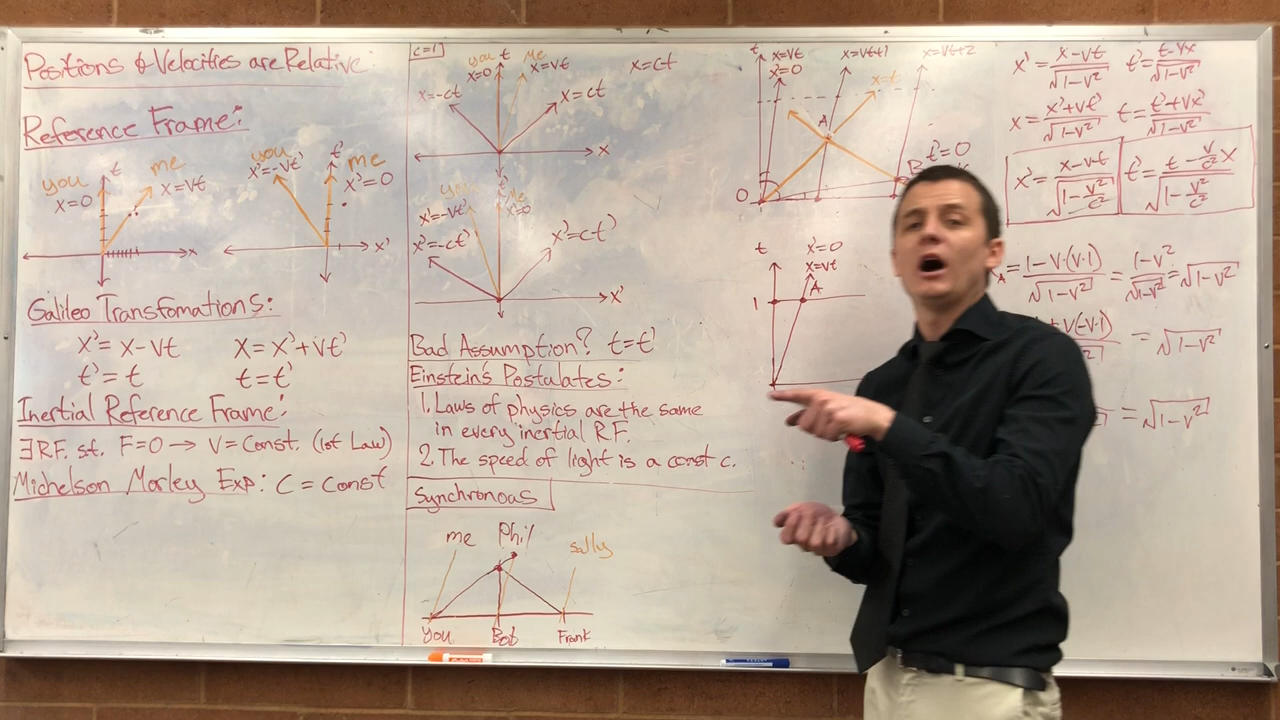 Positions & Velocities are Relative:
Reference Frame:
you
x=0
t
me
x=vt
x
you
x'=-vt'
t'
me
x'=0
x'
Galileo Transfomations:
x'=x-vt
x=x'+vt'
t'=t
t=t'
Inertial Reference Frame:
∃ R.F. st. F=0 → V=Const. (1st Law)
Michelson Morley Exp: C = Const
c=1
you
x=0
t
me
x=vt
x=ct
x=-ct
x=ct
x
x'=-vt'
x'=0
x'=-ct'
x'=ct'
x'
Bad Assumption? t=t'
Einstein's Postulates:
1. Laws of physics are the same
in every inertial R.F.
2. The speed of light is a const c.
Synchronous
me
Phil
sally
You
Bob
Frank
t
x=vt
x'=0
x=vt+1
x=vt+2
x=t
A
B
t'=0
0
t
x'=0
x=vt
1
A
x'=(x-vt)/√(1-v²)
t'=(t-vx)/√(1-v²)
x=(x'+vt')/√(1-v²)
t=(t'+vx')/√(1-v²)
x'=(x-vt)/√(1-v²/c²)
t'=(t-(v/c²)x)/√(1-v²/c²)
=(1-v·(v·1))/√(1-v²)=(1-v²)/√(1-v²)=√(1-v²)
=√(1-v²)
=√(1-v²)